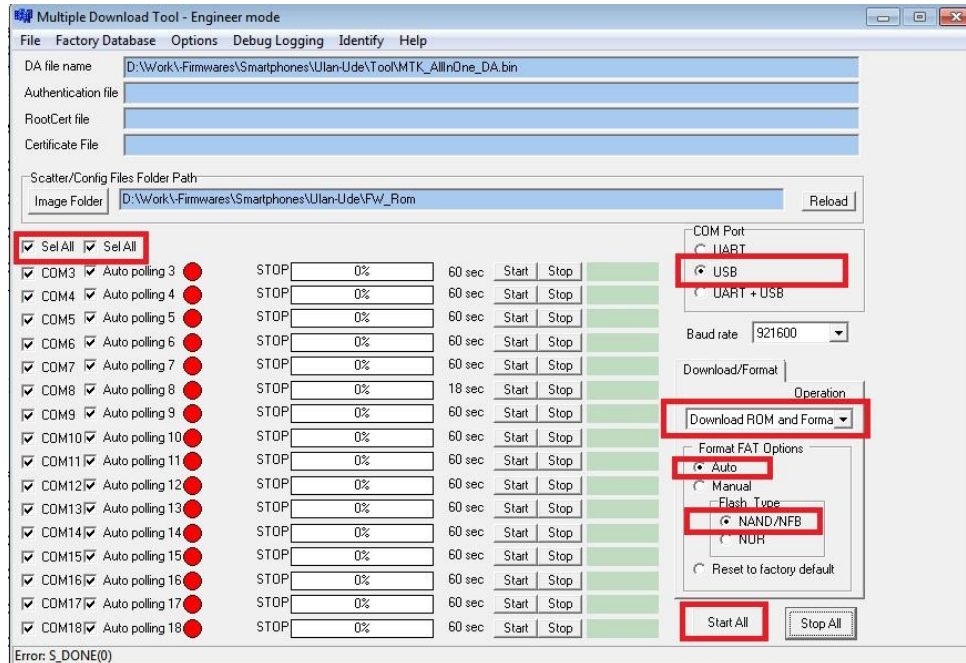 Multiple Download Tool - Engineer mode
File Factory Database Options Debug Logging Identify Help
DA file name D:\Work\-Firmwares\Smartphones\Ulan-Ude\Tool\MTK_AllInOne_DA.bin
Authentication file
RootCert file
Certificate File
Scatter/Config Files Folder Path
Image Folder D:\Work\-Firmwares\Smartphones\Ulan-Ude\FW_Rom Reload
Sel All Sel All
COM3 Auto polling 3 STOP 0% 60 sec Start Stop
COM4 Auto polling 4 STOP 0% 60 sec Start Stop
COM5 Auto polling 5 STOP 0% 60 sec Start Stop
COM6 Auto polling 6 STOP 0% 60 sec Start Stop
COM7 Auto polling 7 STOP 0% 60 sec Start Stop
COM8 Auto polling 8 STOP 0% 18 sec Start Stop
COM9 Auto polling 9 STOP 0% 60 sec Start Stop
COM10 Auto polling 10 STOP 0% 60 sec Start Stop
COM11 Auto polling 11 STOP 0% 60 sec Start Stop
COM12 Auto polling 12 STOP 0% 60 sec Start Stop
COM13 Auto polling 13 STOP 0% 60 sec Start Stop
COM14 Auto polling 14 STOP 0% 60 sec Start Stop
COM15 Auto polling 15 STOP 0% 60 sec Start Stop
COM16 Auto polling 16 STOP 0% 60 sec Start Stop
COM17 Auto polling 17 STOP 0% 60 sec Start Stop
COM18 Auto polling 18 STOP 0% 60 sec Start Stop
COM Port
UART
USB
UART + USB
Baud rate 921600
Download/Format
Operation
Download ROM and Forma
Format FAT Options
Auto
Manual
Flash Type
NAND/NFB
NOR
Reset to factory default
Start All Stop All
Error: S_DONE(0)